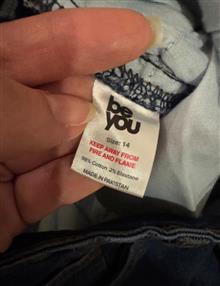 be
you
Size: 14
KEEP AWAY FROM
FIRE AND FLAME
98% Cotton 2% Elastane
MADE IN PAKISTAN